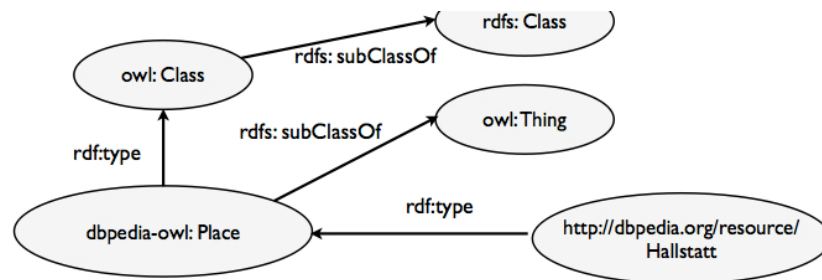 rdfs: Class
owl: Class
rdfs: subClassOf
owl:Thing
rdfs: subClassOf
rdf:type
rdf:type
dbpedia-owl: Place
http://dbpedia.org/resource/
Hallstatt